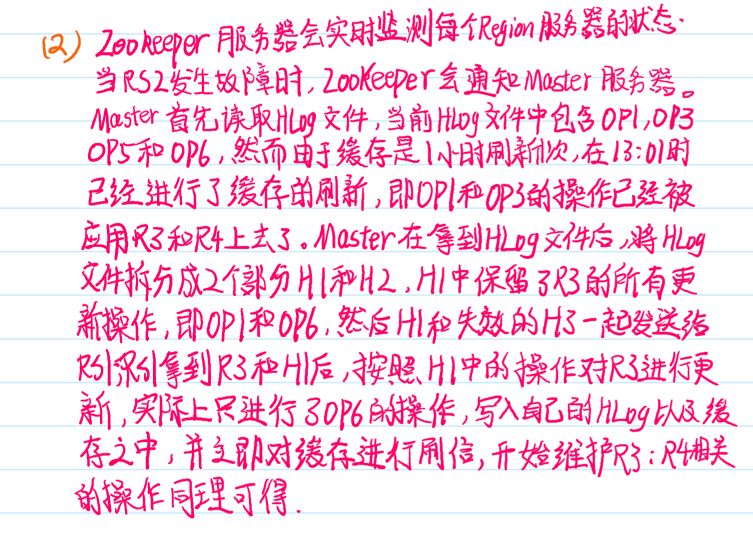 (2) Zookeeper服务器会实时监测每个Region服务器的状态.
当RS2发生故障时, Zookeeper会通知Master服务器。
Master首先读取HLog文件,当前HLog文件中包含OP1,OP3
OP5和OP6,然而由于缓存是1小时刷新1次,在13:01时
已经进行了缓存的刷新,即OP1和OP3的操作已经被
应用R3和R4上去了。Master在拿到HLog文件后,将HLog
文件拆分成2个部分H1和H2,H1中保留了R3的所有更
新操作,即OP1和OP6,然后H1和失效的H3一起发送给
RS1,RS1拿到R3和H1后,按照H1中的操作对R3进行更
新,实际上只进行了OP6的操作,写入自己的HLog以及缓
存之中,并立即对缓存进行刷信,开始维护R3;R4相关
的操作同理可得.